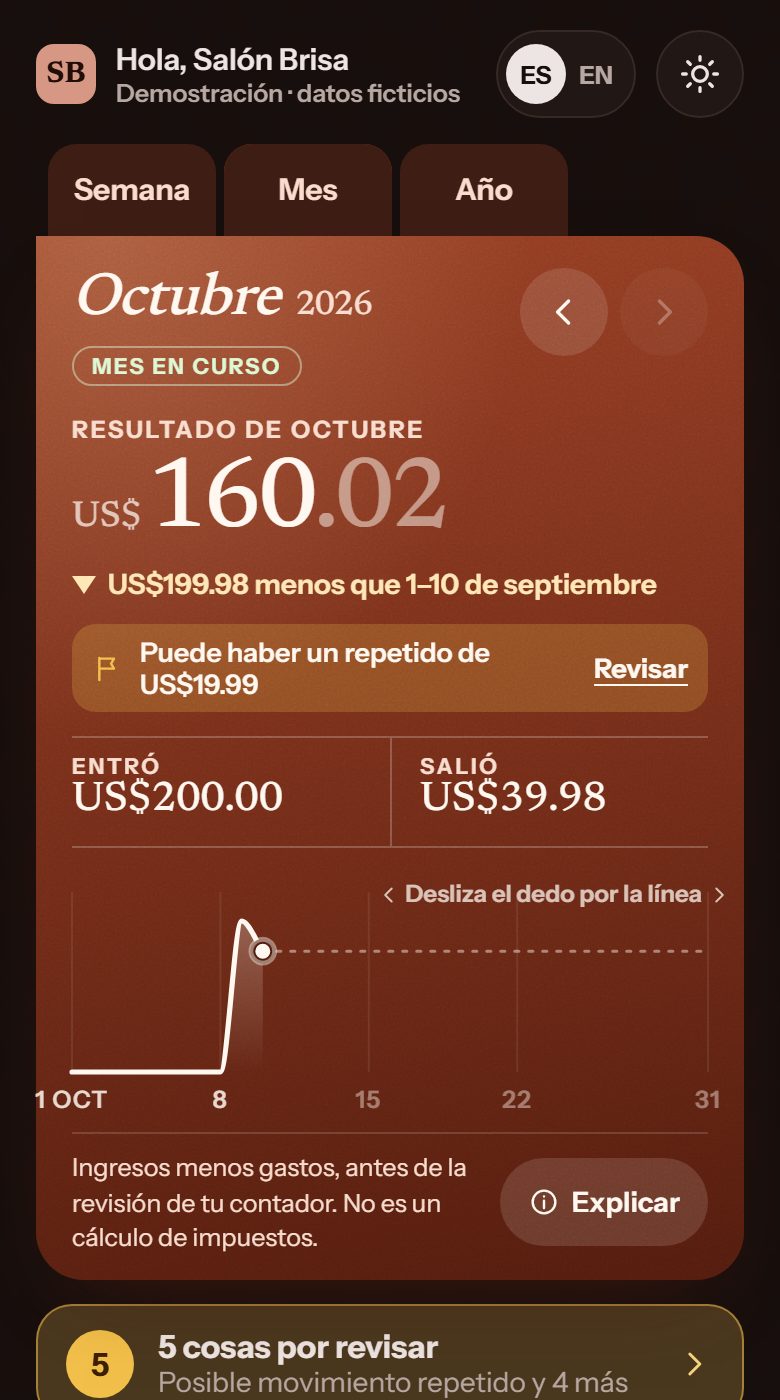 SB
Hola, Salón Brisa
Demostración · datos ficticios
ES EN
Semana Mes Año
Octubre 2026
MES EN CURSO
RESULTADO DE OCTUBRE
US$ 160.02
US$199.98 menos que 1–10 de septiembre
Puede haber un repetido de
US$19.99
Revisar
ENTRÓ
US$200.00
SALIÓ
US$39.98
Desliza el dedo por la línea
1 OCT 8 15 22 31
Ingresos menos gastos, antes de la
revisión de tu contador. No es un
cálculo de impuestos.
Explicar
5
5 cosas por revisar
Posible movimiento repetido y 4 más